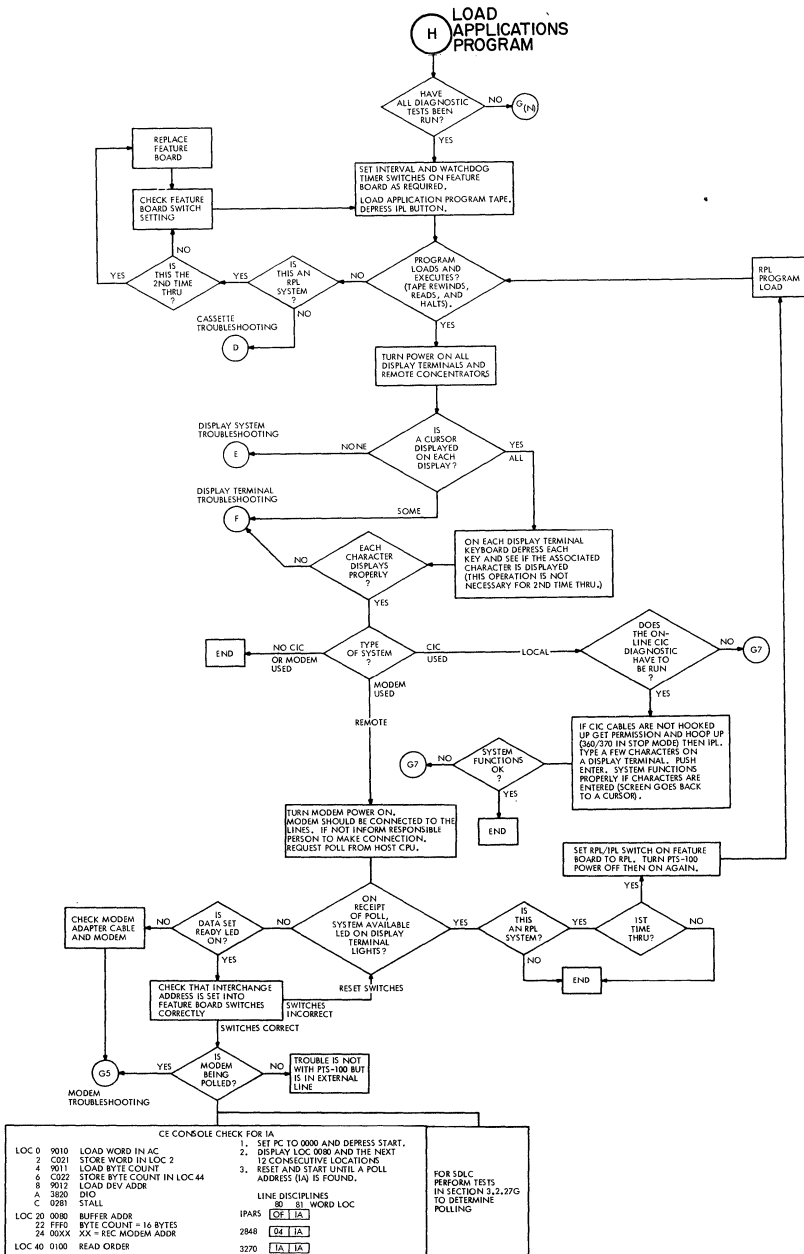 H
LOAD
APPLICATIONS
PROGRAM
HAVE
ALL DIAGNOSTIC
TESTS BEEN
RUN?
NO
G(N)
YES
REPLACE
FEATURE
BOARD
CHECK FEATURE
BOARD SWITCH
SETTING
SET INTERVAL AND WATCHDOG
TIMER SWITCHES ON FEATURE
BOARD AS REQUIRED.
LOAD APPLICATION PROGRAM TAPE.
DEPRESS IPL BUTTON.
NO
YES
IS
THIS THE
2ND TIME
THRU
?
YES
IS
THIS AN
RPL
SYSTEM
?
NO
NO
PROGRAM
LOADS AND
EXECUTES?
(TAPE REWINDS,
READS, AND
HALTS).
YES
RPL
PROGRAM
LOAD
CASSETTE
TROUBLESHOOTING
D
TURN POWER ON ALL
DISPLAY TERMINALS AND
REMOTE CONCENTRATORS
DISPLAY SYSTEM
TROUBLESHOOTING
E
NONE
IS
A CURSOR
DISPLAYED
ON EACH
DISPLAY?
YES
ALL
DISPLAY TERMINAL
TROUBLESHOOTING
F
SOME
NO
EACH
CHARACTER
DISPLAYS
PROPERLY
?
YES
ON EACH DISPLAY TERMINAL
KEYBOARD DEPRESS EACH
KEY AND SEE IF THE ASSOCIATED
CHARACTER IS DISPLAYED
(THIS OPERATION IS NOT
NECESSARY FOR 2ND TIME THRU.)
END
NO CIC
OR MODEM
USED
TYPE
OF SYSTEM
?
CIC
USED
LOCAL
DOES
THE ON-
LINE CIC
DIAGNOSTIC
HAVE TO
BE RUN
?
NO
G7
YES
MODEM
USED
REMOTE
G7
NO
SYSTEM
FUNCTIONS
OK
?
YES
END
IF CIC CABLES ARE NOT HOOKED
UP GET PERMISSION AND HOOP UP
(360/370 IN STOP MODE) THEN IPL.
TYPE A FEW CHARACTERS ON
A DISPLAY TERMINAL. PUSH
ENTER. SYSTEM FUNCTIONS
PROPERLY IF CHARACTERS ARE
ENTERED (SCREEN GOES BACK
TO A CURSOR).
TURN MODEM POWER ON.
MODEM SHOULD BE CONNECTED TO THE
LINES. IF NOT INFORM RESPONSIBLE
PERSON TO MAKE CONNECTION.
REQUEST POLL FROM HOST CPU.
SET RPL/IPL SWITCH ON FEATURE
BOARD TO RPL. TURN PTS-100
POWER OFF THEN ON AGAIN.
YES
CHECK MODEM
ADAPTER CABLE
AND MODEM
NO
IS
DATA SET
READY LED
ON?
NO
YES
ON
RECEIPT
OF POLL,
SYSTEM AVAILABLE
LED ON DISPLAY
TERMINAL
LIGHTS?
YES
IS
THIS
AN RPL
SYSTEM?
YES
NO
1ST
TIME
THRU?
NO
END
CHECK THAT INTERCHANGE
ADDRESS IS SET INTO
FEATURE BOARD SWITCHES
CORRECTLY
RESET SWITCHES
SWITCHES
INCORRECT
SWITCHES CORRECT
G5
MODEM
TROUBLESHOOTING
YES
IS
MODEM
BEING
POLLED?
NO
TROUBLE IS NOT
WITH PTS-100 BUT
IS IN EXTERNAL
LINE
CE CONSOLE CHECK FOR IA
LOC 0 9010 LOAD WORD IN AC
2 C021 STORE WORD IN LOC 2
4 9011 LOAD BYTE COUNT
6 C022 STORE BYTE COUNT IN LOC 44
8 9012 LOAD DEV ADDR
A 3820 DIO
C 0281 STALL
LOC 20 0080 BUFFER ADDR
22 FFF0 BYTE COUNT = 16 BYTES
24 00XX XX = REC MODEM ADDR
LOC 40 0100 READ ORDER
1. SET PC TO 0000 AND DEPRESS START.
2. DISPLAY LOC 0080 AND THE NEXT
12 CONSECUTIVE LOCATIONS
3. RESET AND START UNTIL A POLL
ADDRESS (IA) IS FOUND
LINE DISCIPLINES
80 81 WORD LOC
IPARS OF IA
2848 04 IA
3270 IA IA
FOR SDLC
PERFORM TESTS
IN SECTION 3.2.27G
TO DETERMINE
POLLING